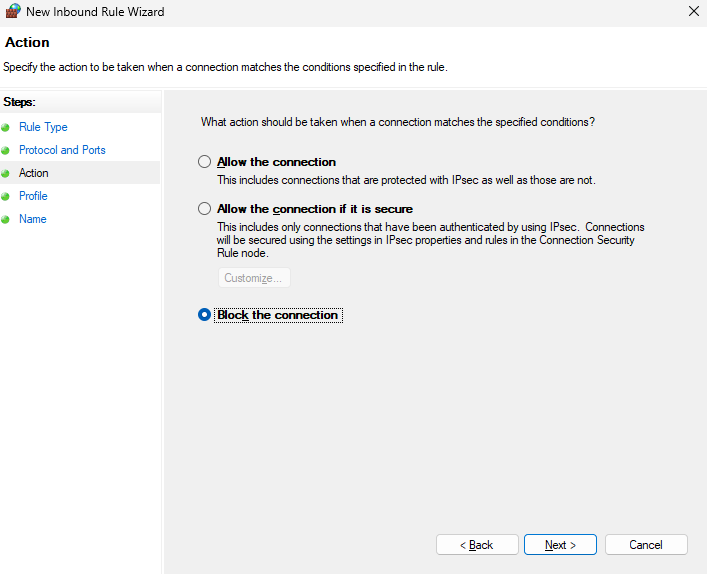 New Inbound Rule Wizard
Action
Specify the action to be taken when a connection matches the conditions specified in the rule.
Steps:
Rule Type
Protocol and Ports
Action
Profile
Name
What action should be taken when a connection matches the specified conditions?
Allow the connection
This includes connections that are protected with IPsec as well as those are not.
Allow the connection if it is secure
This includes only connections that have been authenticated by using IPsec. Connections
will be secured using the settings in IPsec properties and rules in the Connection Security
Rule node.
Customize...
Block the connection
< Back
Next >
Cancel